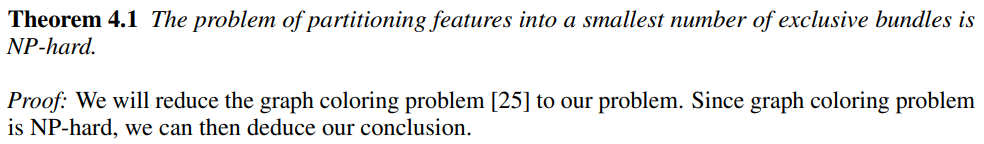 Theorem 4.1 The problem of partitioning features into a smallest number of exclusive bundles is
NP-hard.
Proof: We will reduce the graph coloring problem [25] to our problem. Since graph coloring problem
is NP-hard, we can then deduce our conclusion.